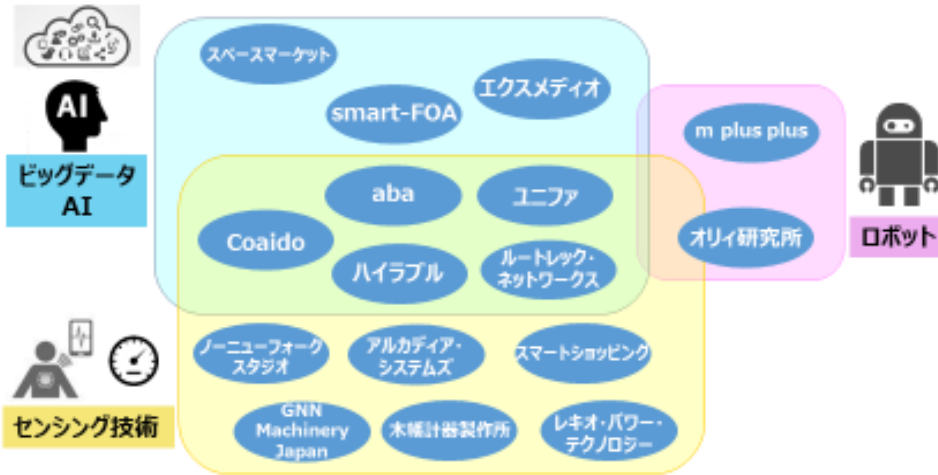 スペースマーケット
エクスメディオ
smart-FOA
AI
m plus plus
ビッグデータ
AI
aba
ユニファ
Coaido
オリィ研究所
ロボット
ハイラブル
ルートレック・
ネットワークス
ノーニューフォーク
スタジオ
アルカディア・
システムズ
スマートショッピング
センシング技術
GNN
Machinery
Japan
木幡計器製作所
レキオ・パワー・
テクノロジー